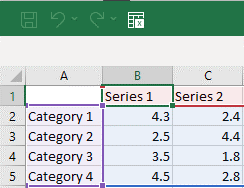 A B C
1 Series 1 Series 2
2 Category 1 4.3 2.4
3 Category 2 2.5 4.4
4 Category 3 3.5 1.8
5 Category 4 4.5 2.8